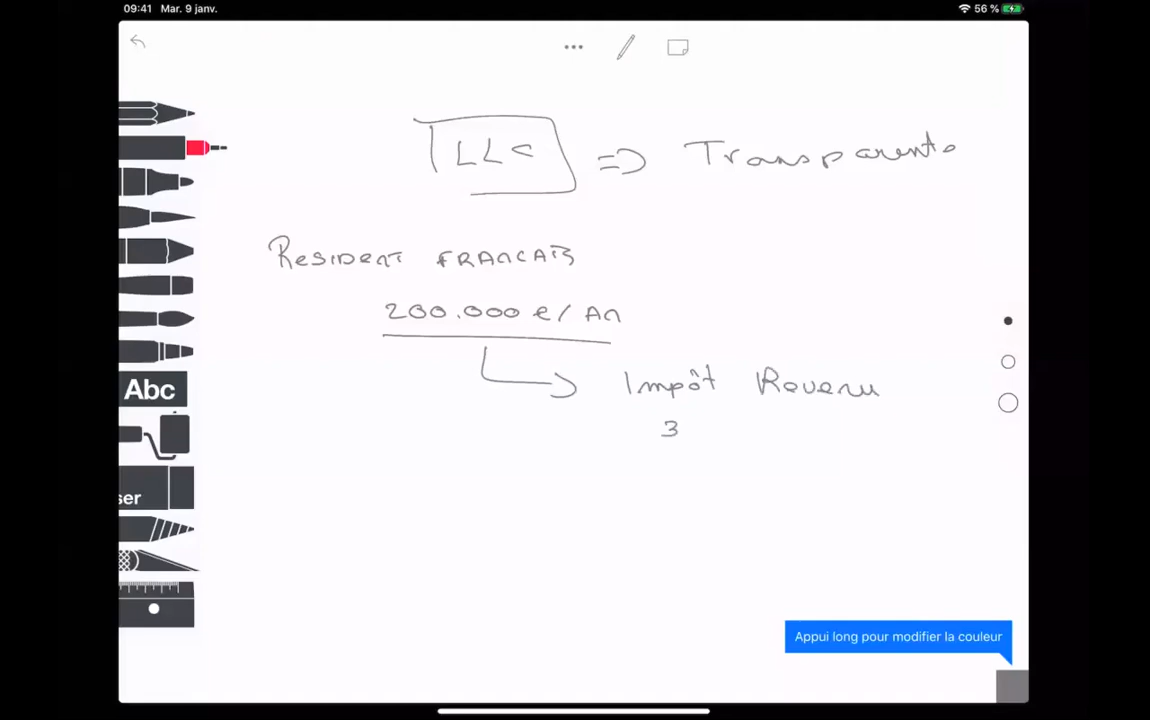 09:41 Mar. 9 janv.
56 %
LLC => Transparente
RESIDENT FRANCAIS
200.000 e/An
Impôt Revenu
3
Abc
ser
Appui long pour modifier la couleur